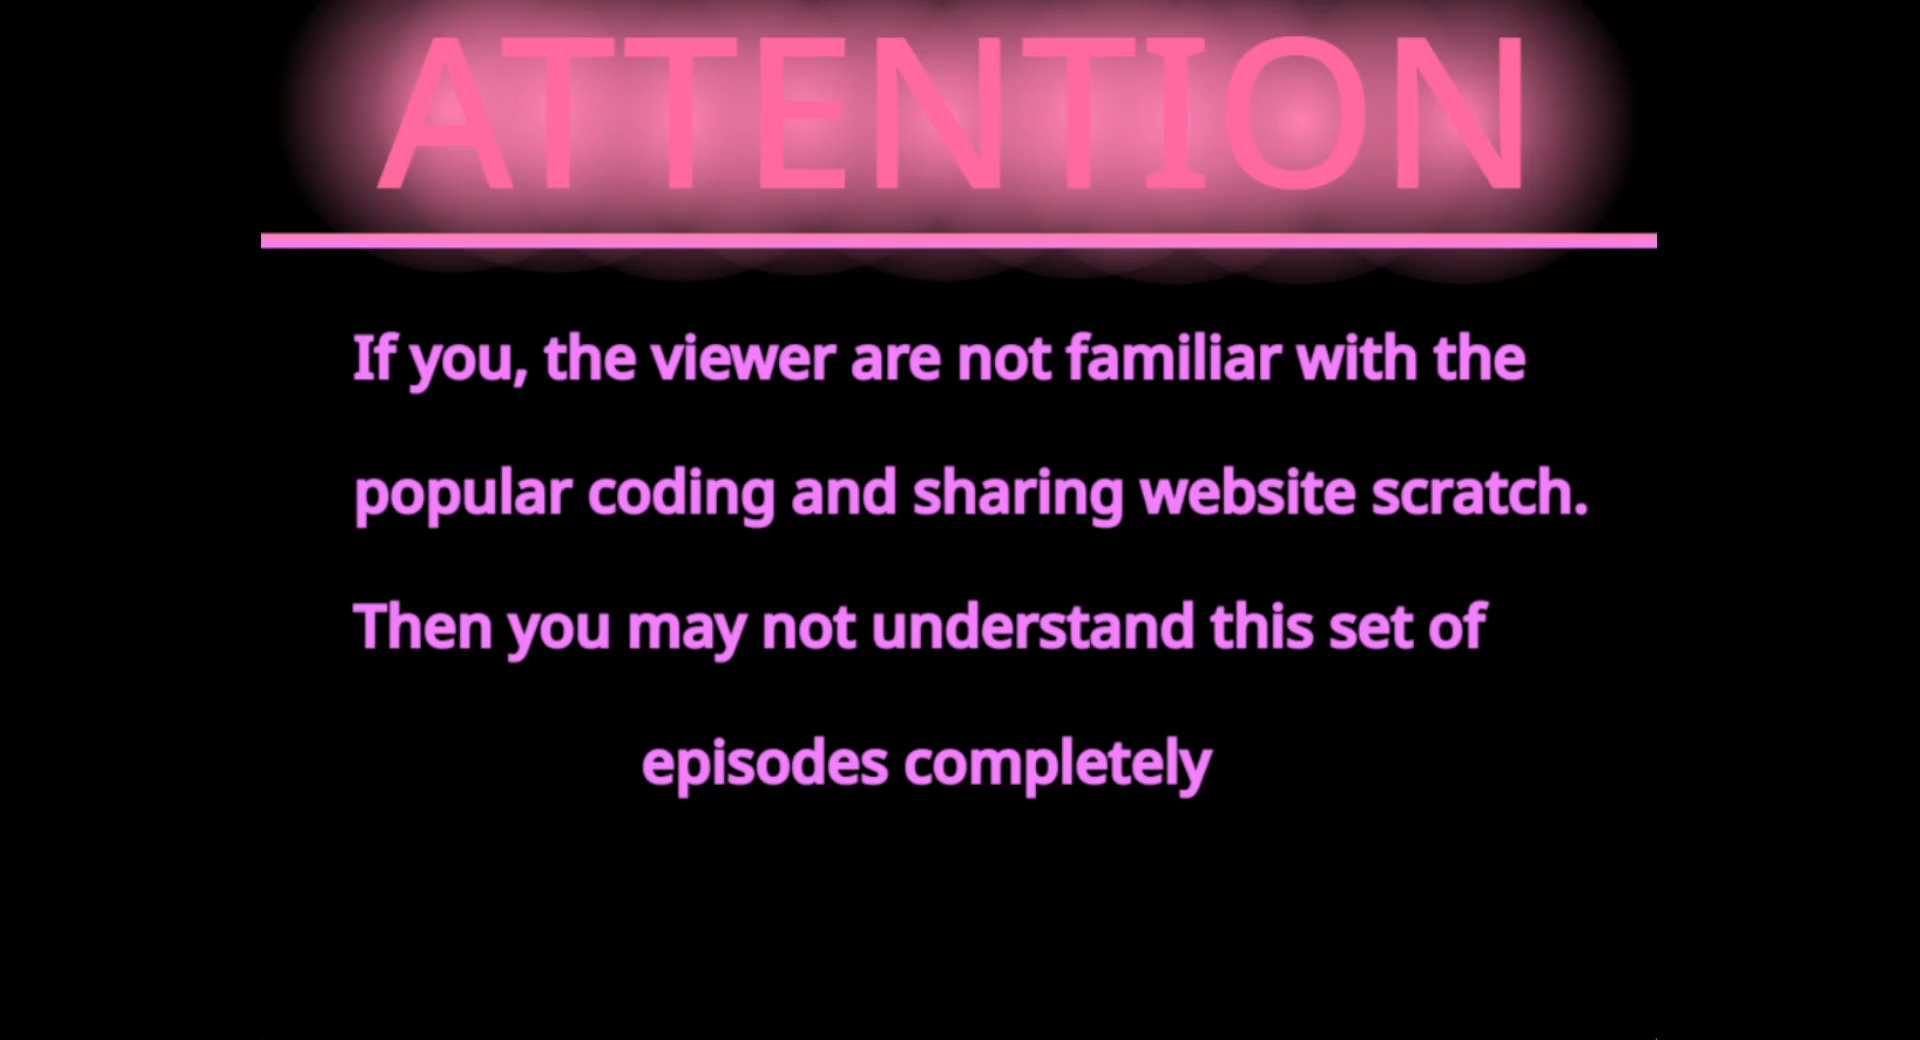 ATTENTION
If you, the viewer are not familiar with the
popular coding and sharing website scratch.
Then you may not understand this set of
episodes completely